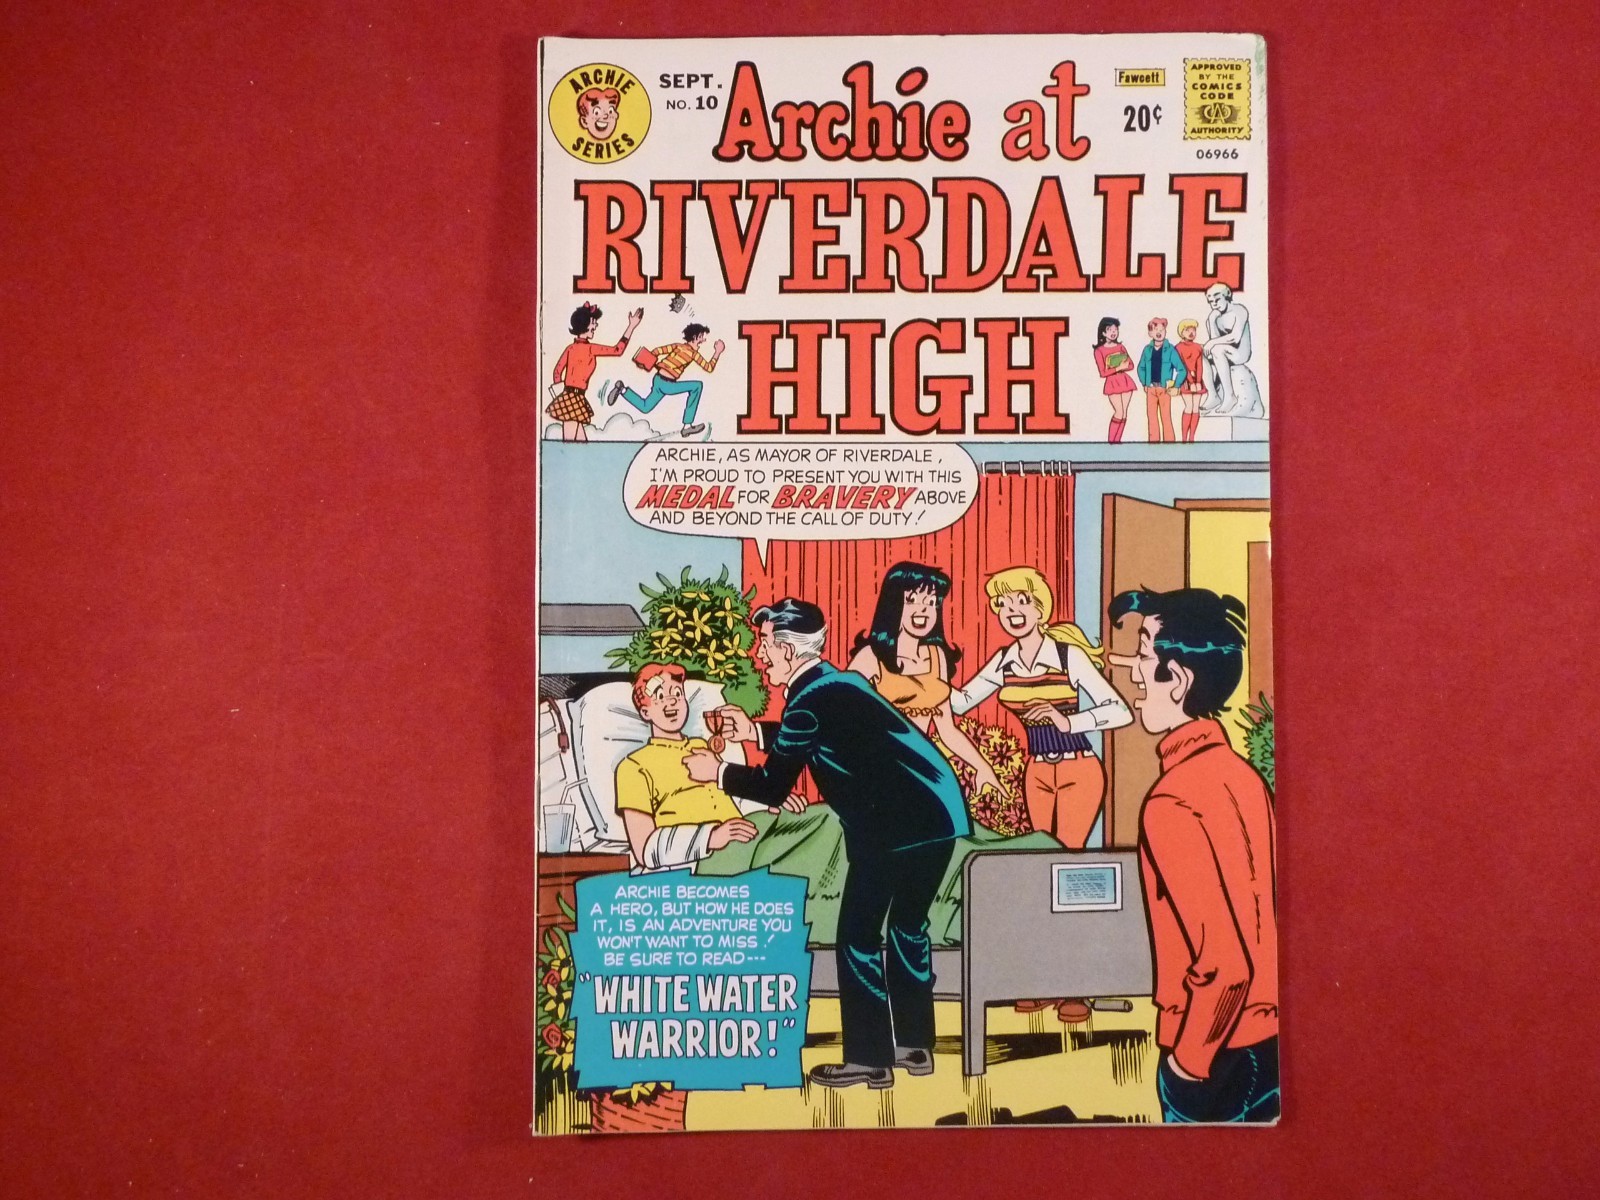 ARCHIE
SERIES
SEPT.
NO. 10
Archie at
Fawcett
20¢
APPROVED
BY THE
COMICS
CODE
CA
AUTHORITY
06966
RIVERDALE
HIGH
ARCHIE, AS MAYOR OF RIVERDALE,
I'M PROUD TO PRESENT YOU WITH THIS
MEDAL FOR BRAVERY ABOVE
AND BEYOND THE CALL OF DUTY!
ARCHIE BECOMES
A HERO, BUT HOW HE DOES
IT, IS AN ADVENTURE YOU
WON'T WANT TO MISS!
BE SURE TO READ---
"WHITE WATER
WARRIOR!"